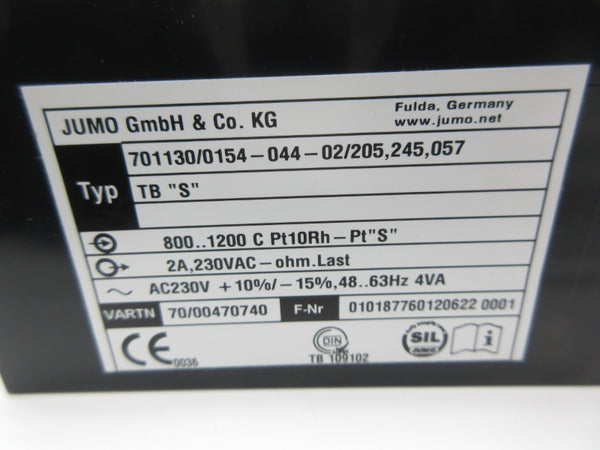 JUMO GmbH & Co. KG
Fulda, Germany
www.jumo.net
Typ
701130/0154-044-02/205,245,057
TB "S"
800..1200 C Pt10Rh-Pt"S"
2A,230VAC-ohm.Last
AC230V +10%/-15%,48..63Hz 4VA
VARTN 70/00470740 F-Nr 010187760120622 0001
CE 0036
DIN
TB 109102
SIL
JUMO
i